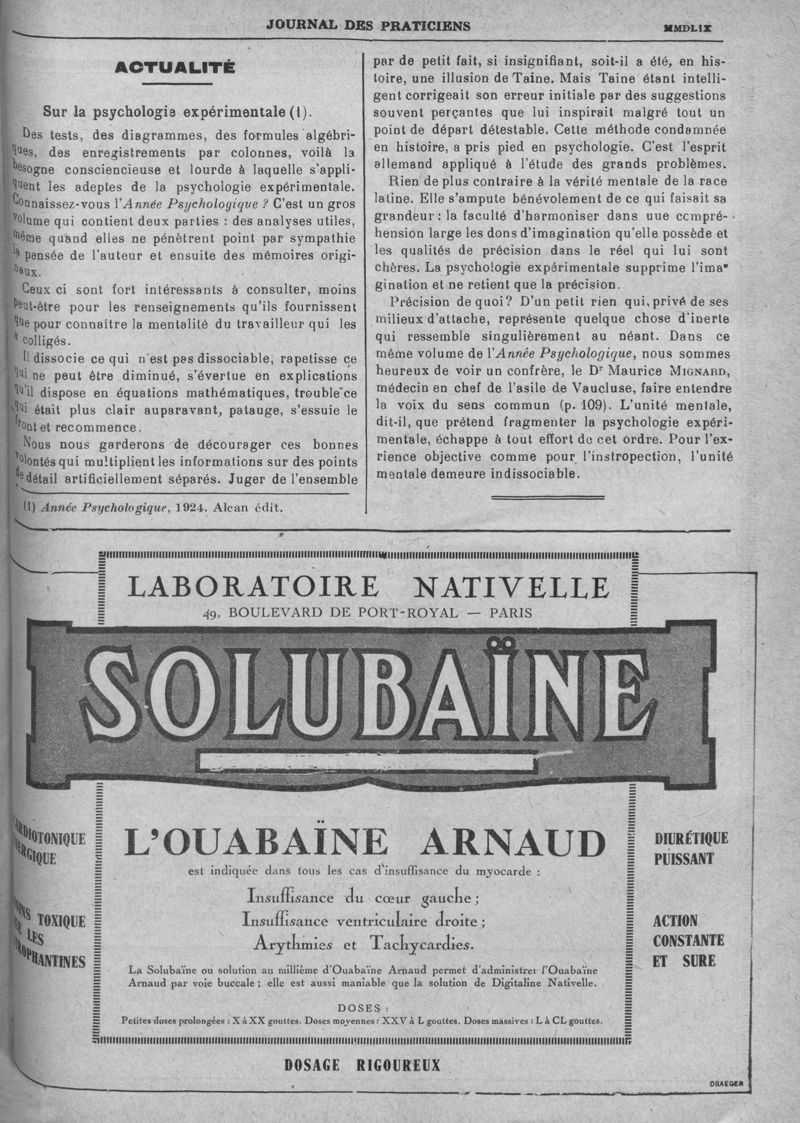 JOURNAL DES PRATICIENS
MMDLIX
ACTUALITÉ
Sur la psychologie expérimentale (1).
Des tests, des diagrammes, des formules algébri-
ques, des enregistrements par colonnes, voilà la
besogne consciencieuse et lourde à laquelle s'appli-
quent les adeptes de la psychologie expérimentale.
Connaissez-vous l'Année Psychologique ? C'est un gros
volume qui contient deux parties : des analyses utiles,
même quand elles ne pénètrent point par sympathie
la pensée de l'auteur et ensuite des mémoires origi-
naux.
Ceux ci sont fort intéressants à consulter, moins
peut-être pour les renseignements qu'ils fournissent
que pour connaitre la mentalité du travailleur qui les
a colligés.
Il dissocie ce qui n'est pas dissociable, rapetisse ce
qui ne peut être diminué, s'évertue en explications
qu'il dispose en équations mathématiques, trouble ce
qui était plus clair auparavant, patauge, s'essuie le
front et recommence.
Nous nous garderons de décourager ces bonnes
volontés qui multiplient les informations sur des points
de détail artificiellement séparés. Juger de l'ensemble
(1) Année Psychologique, 1924. Alcan édit.
par de petit fait, si insignifiant, soit-il a été, en his-
toire, une illusion de Taine. Mais Taine étant intelli-
gent corrigeait son erreur initiale par des suggestions
souvent perçantes que lui inspirait malgré tout un
point de départ détestable. Cette méthode condamnée
en histoire, a pris pied en psychologie. C'est l'esprit
allemand appliqué à l'étude des grands problèmes.
Rien de plus contraire à la vérité mentale de la race
latine. Elle s'ampute bénévolement de ce qui faisait sa
grandeur : la faculté d'harmoniser dans uue compré-
hension large les dons d'imagination qu'elle possède et
les qualités de précision dans le réel qui lui sont
chères. La psychologie expérimentale supprime l'ima-
gination et ne retient que la précision.
Précision de quoi? D'un petit rien qui, privé de ses
milieux d'attache, représente quelque chose d'inerte
qui ressemble singulièrement au néant. Dans ce
même volume de l'Année Psychologique, nous sommes
heureux de voir un confrère, le Dr Maurice MIGNARD,
médecin en chef de l'asile de Vaucluse, faire entendre
la voix du sens commun (p. 109). L'unité mentale,
dit-il, que prétend fragmenter la psychologie expéri-
mentale, échappe à tout effort de cet ordre. Pour l'ex-
rience objective comme pour l'instropection, l'unité
mentale demeure indissociable.
LABORATOIRE NATIVELLE
49, BOULEVARD DE PORT-ROYAL — PARIS
SOLUBAÏNE
L'OUABAÏNE ARNAUD
est indiquée dans tous les cas d'insuffisance du myocarde :
Insuffisance du cœur gauche ;
Insuffisance ventriculaire droite ;
Arythmies et Tachycardies.
La Solubaïne ou solution au millième d'Ouabaïne Arnaud permet d'administrer l'Ouabaïne
Arnaud par voie buccale ; elle est aussi maniable que la solution de Digitaline Nativelle.
DOSES :
Petites doses prolongées : X à XX gouttes. Doses moyennes : XXV à L gouttes. Doses massives : L à CL gouttes.
TOXIQUE
LES
DIURÉTIQUE
PUISSANT
ACTION
CONSTANTE
ET SURE
DOSAGE RIGOUREUX
DRAEGER